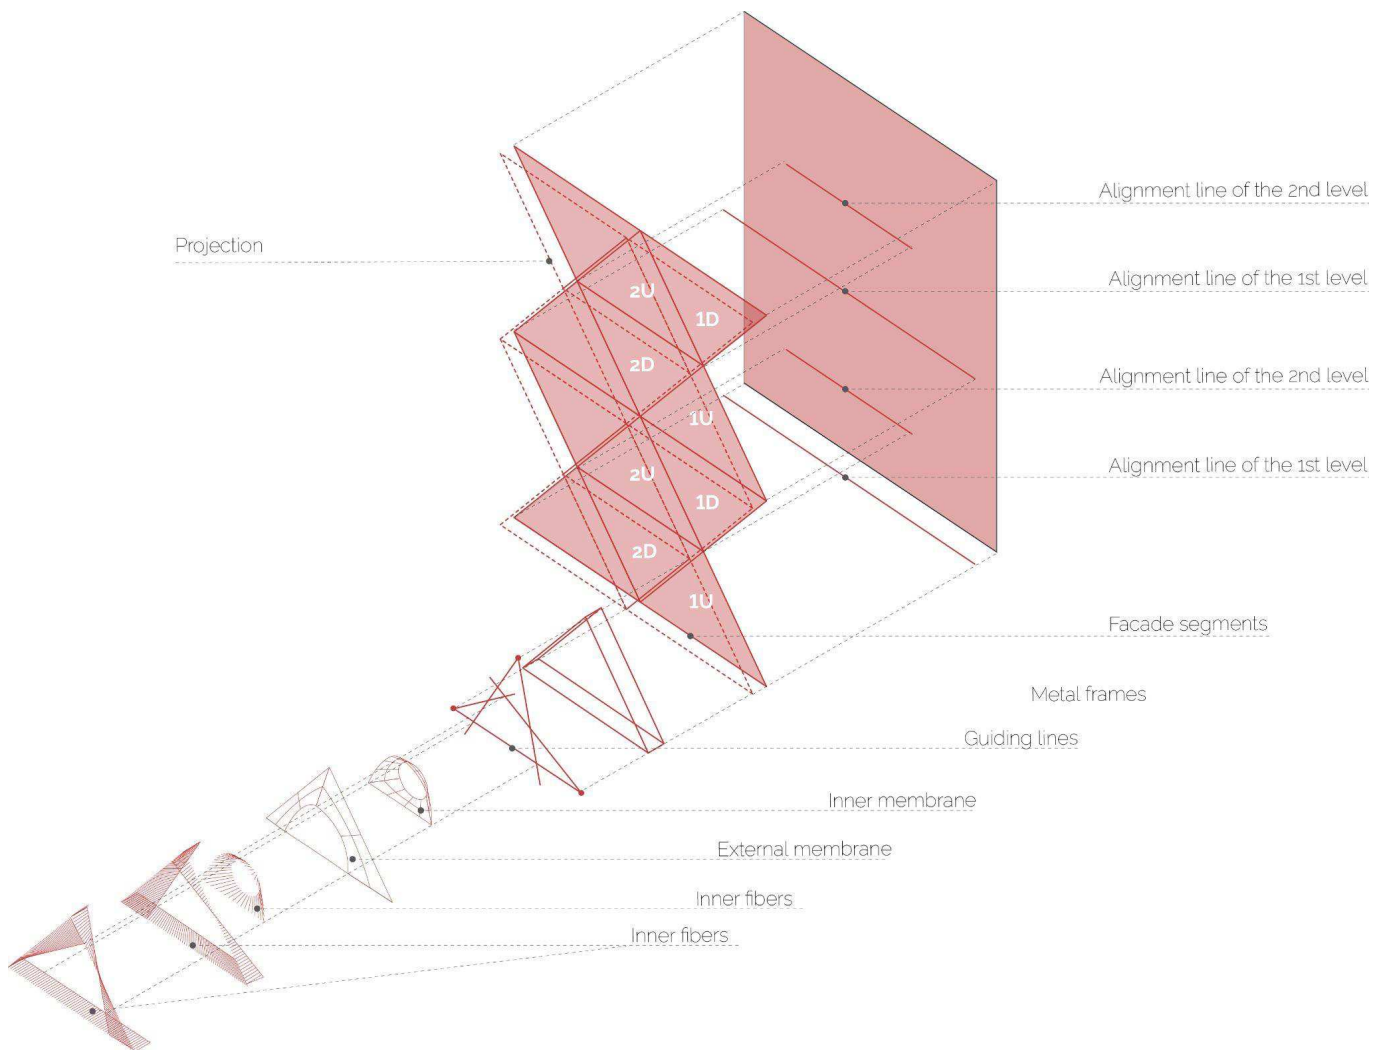 Alignment line of the 2nd level
Projection
Alignment line of the 1st level
2U
1D
2D
Alignment line of the 2nd level
1U
Alignment line of the 1st level
2U
1D
2D
1U
Facade segments
Metal frames
Guiding lines
Inner membrane
External membrane
Inner fibers
Inner fibers